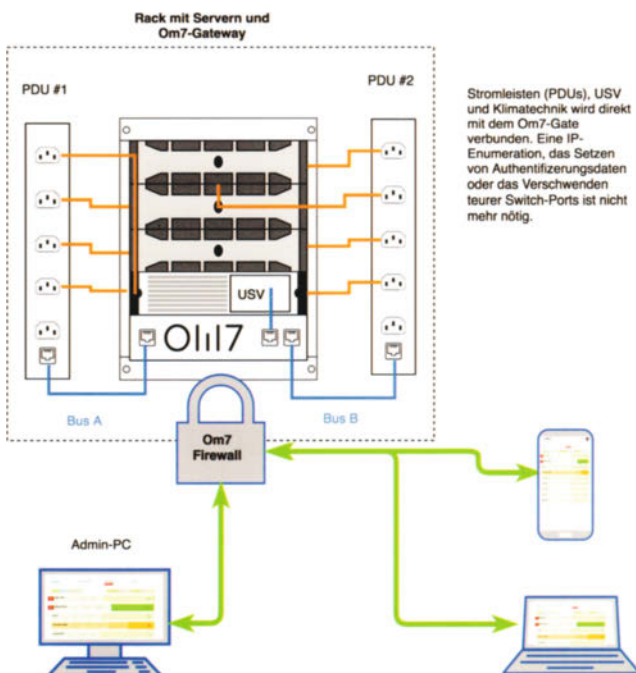 Rack mit Servern und
Om7-Gateway
PDU #1
PDU #2
Stromleisten (PDUs), USV
und Klimatechnik wird direkt
mit dem Om7-Gate
verbunden. Eine IP-
Enumeration, das Setzen
von Authentifizerungsdaten
oder das Verschwenden
teurer Switch-Ports ist nicht
mehr nötig.
USV
Om7
Bus A
Bus B
Om7
Firewall
Admin-PC